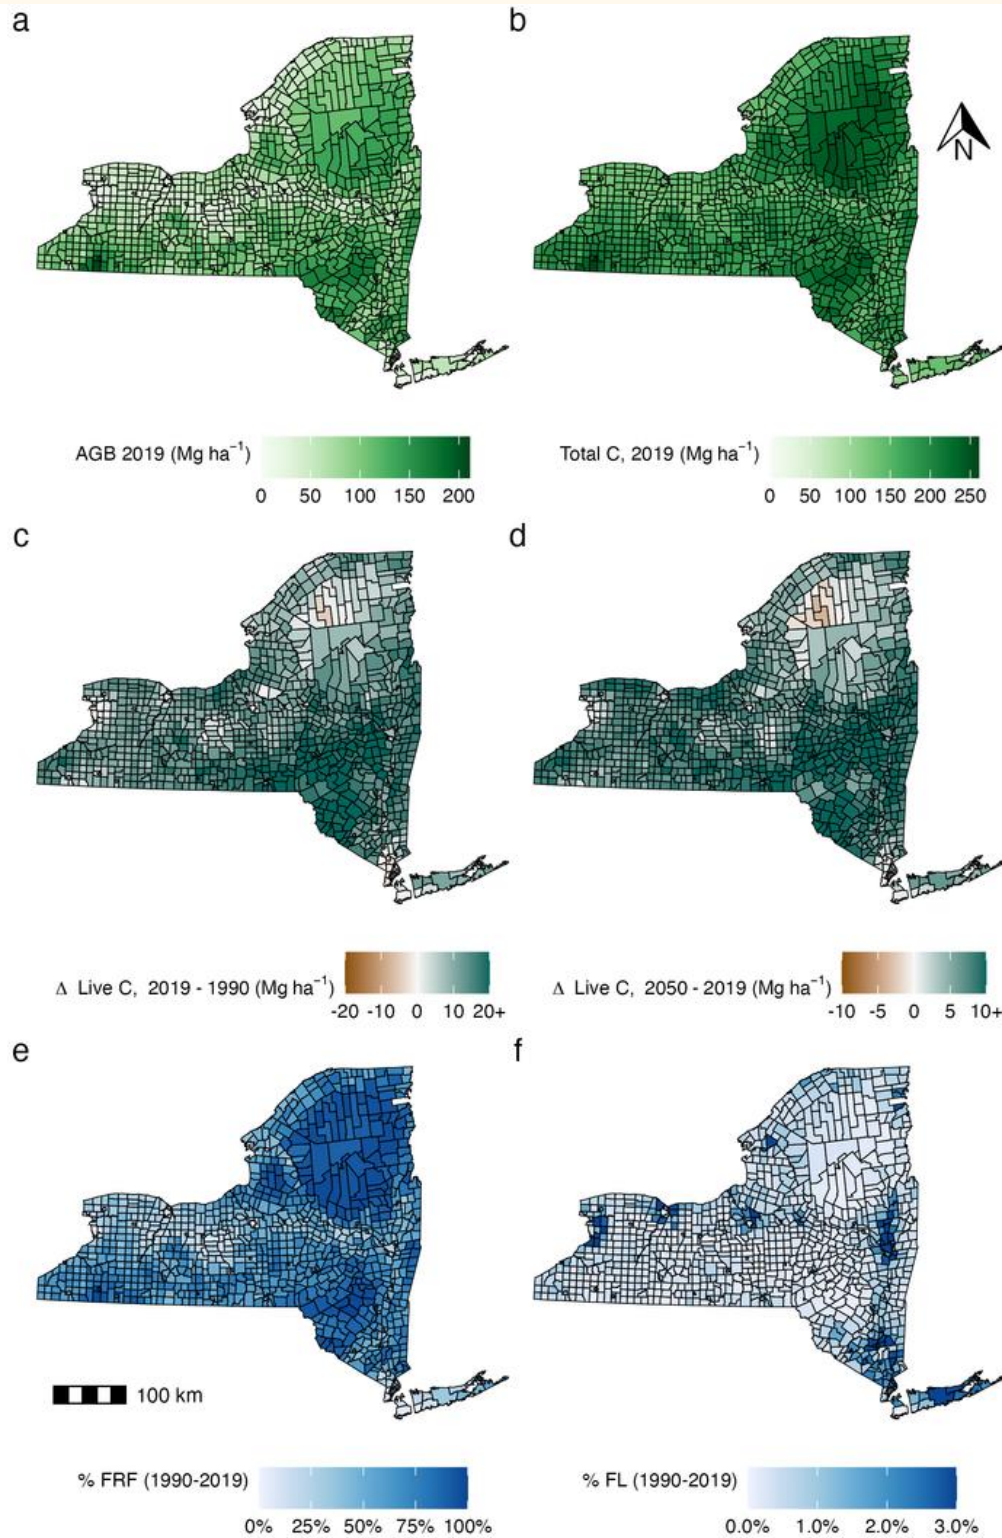 a
b
N
AGB 2019 (Mg ha⁻¹)
0 50 100 150 200
Total C, 2019 (Mg ha⁻¹)
0 50 100 150 200 250
c
d
Δ Live C, 2019 - 1990 (Mg ha⁻¹)
-20 -10 0 10 20+
Δ Live C, 2050 - 2019 (Mg ha⁻¹)
-10 -5 0 5 10+
e
f
100 km
% FRF (1990-2019)
0% 25% 50% 75% 100%
% FL (1990-2019)
0.0% 1.0% 2.0% 3.0%